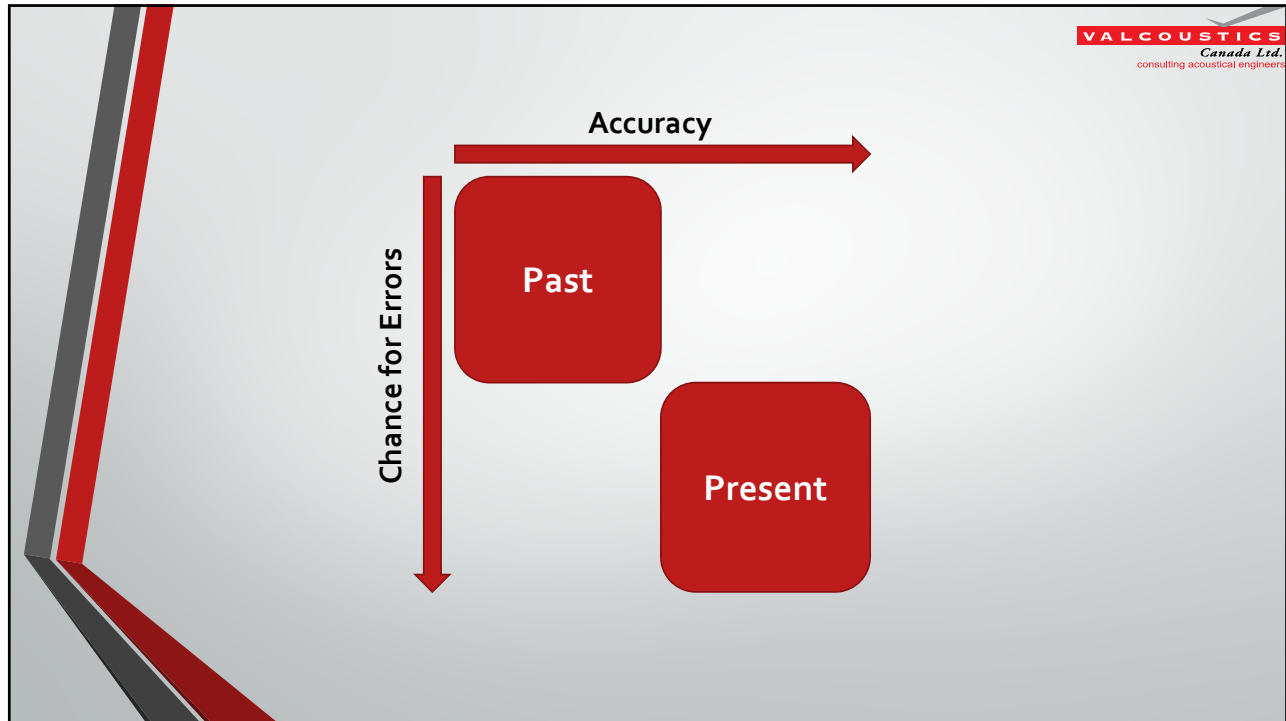 VALCOUSTICS
Canada Ltd.
consulting acoustical engineers
Accuracy
Chance for Errors
Past
Present